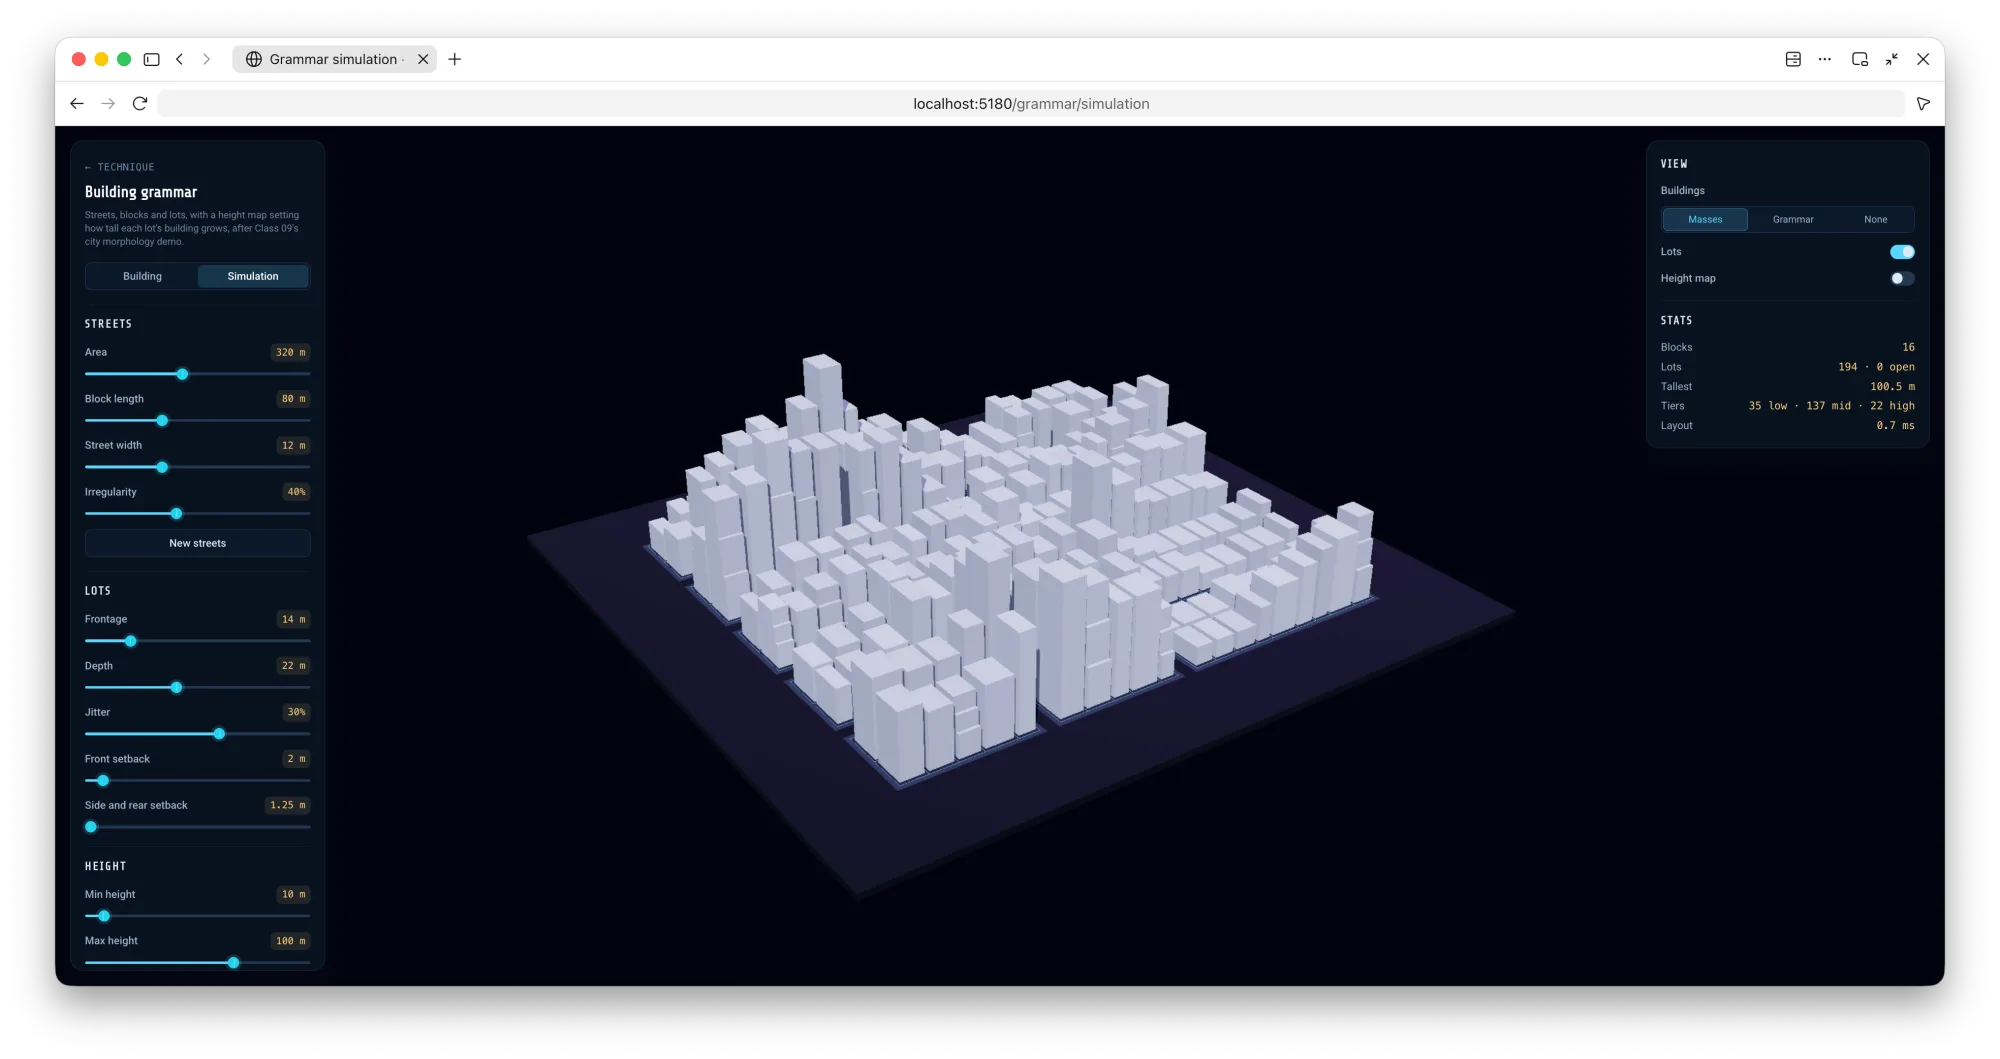 Grammar simulation ·
localhost:5180/grammar/simulation
← TECHNIQUE
Building grammar
Streets, blocks and lots, with a height map setting
how tall each lot's building grows, after Class 09's
city morphology demo.
Building
Simulation
STREETS
Area
320 m
Block length
80 m
Street width
12 m
Irregularity
40%
New streets
LOTS
Frontage
14 m
Depth
22 m
Jitter
30%
Front setback
2 m
Side and rear setback
1.25 m
HEIGHT
Min height
10 m
Max height
100 m
VIEW
Buildings
Masses
Grammar
None
Lots
Height map
STATS
Blocks
16
Lots
194 · 0 open
Tallest
100.5 m
Tiers
35 low · 137 mid · 22 high
Layout
0.7 ms